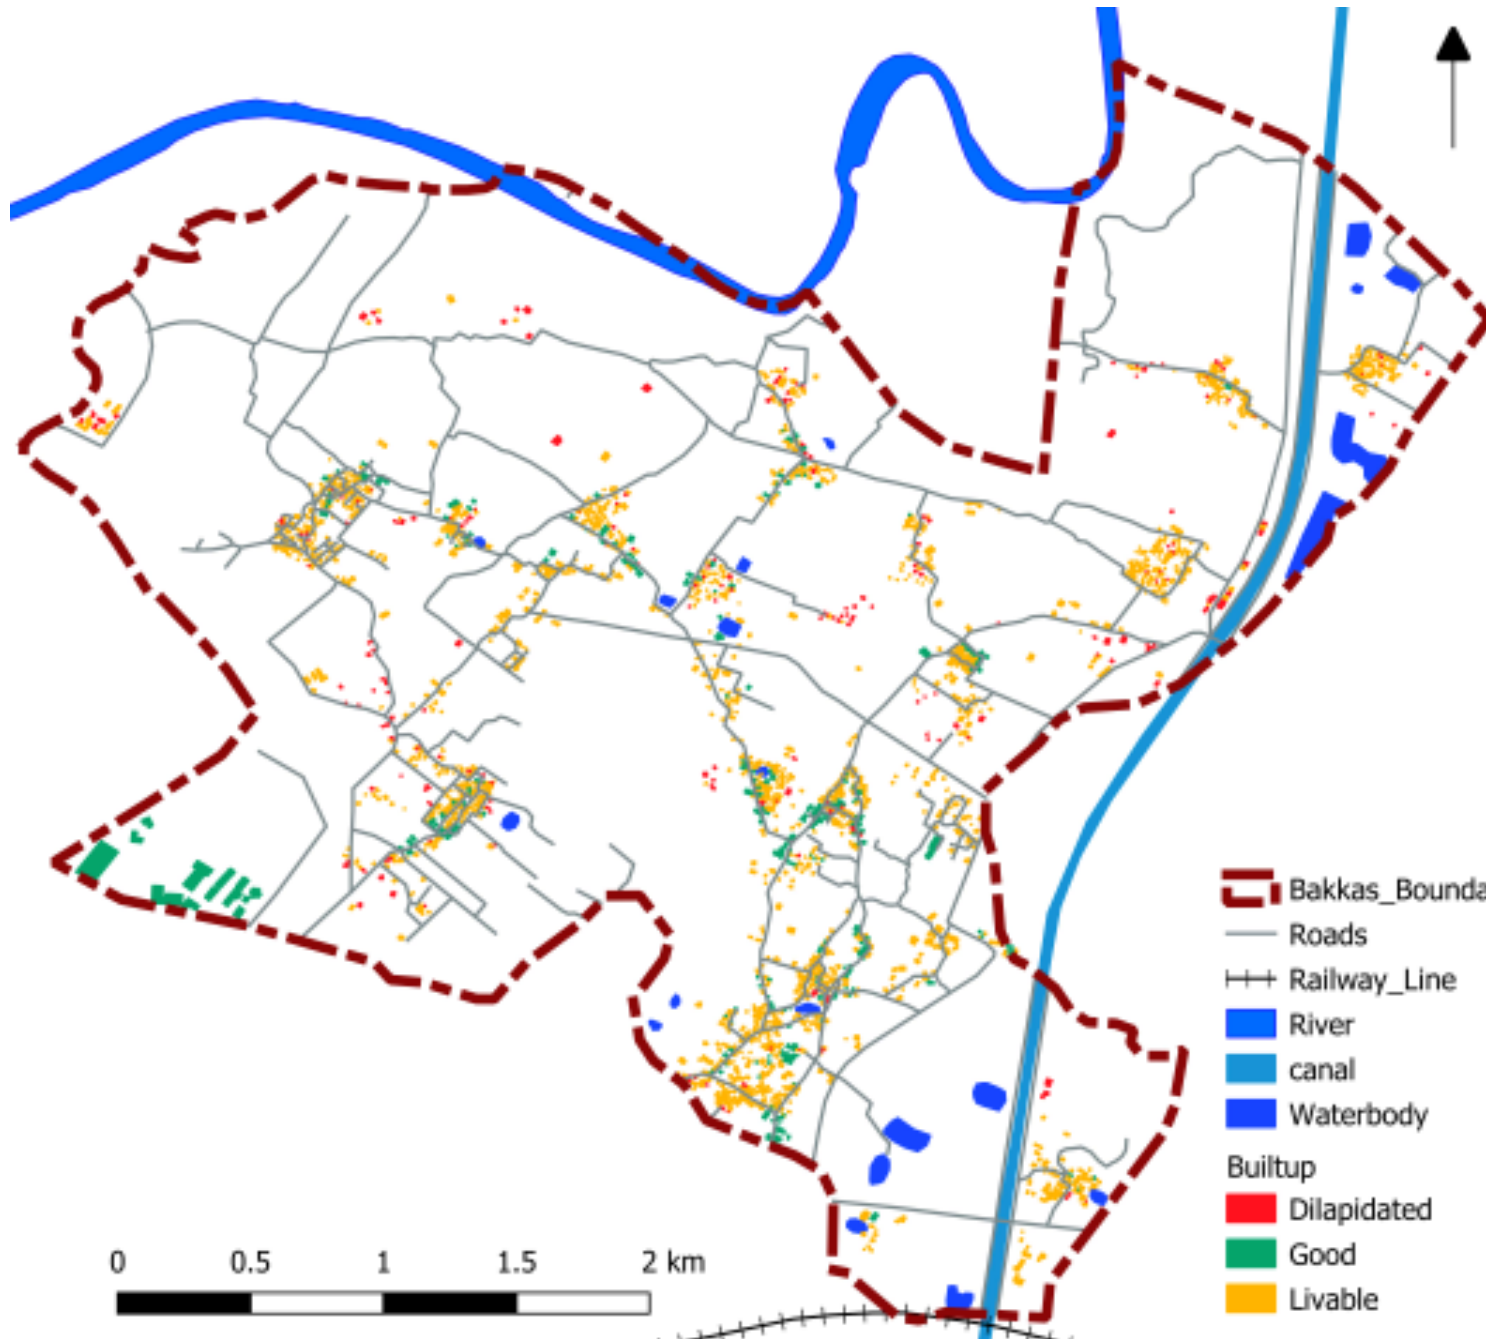 Bakkas_Bounda
Roads
Railway_Line
River
canal
Waterbody
Builtup
Dilapidated
Good
Livable
0 0.5 1 1.5 2 km